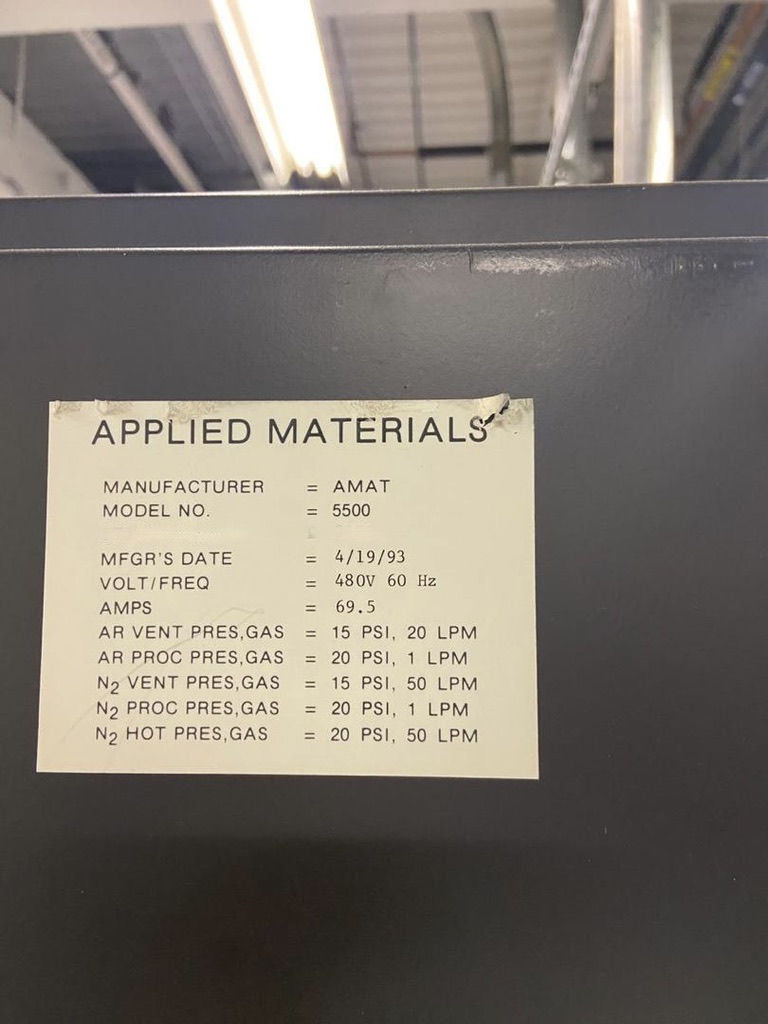 APPLIED MATERIALS
MANUFACTURER = AMAT
MODEL NO. = 5500
MFGR'S DATE = 4/19/93
VOLT/FREQ = 480V 60 Hz
AMPS = 69.5
AR VENT PRES,GAS = 15 PSI, 20 LPM
AR PROC PRES,GAS = 20 PSI, 1 LPM
N₂ VENT PRES,GAS = 15 PSI, 50 LPM
N₂ PROC PRES,GAS = 20 PSI, 1 LPM
N₂ HOT PRES,GAS = 20 PSI, 50 LPM